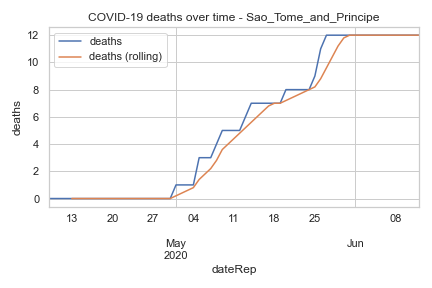 COVID-19 deaths over time - Sao_Tome_and_Principe
deaths
deaths (rolling)
deaths
12
10
8
6
4
2
0
13 20 27 04 11 18 25 08
May Jun
2020
dateRep